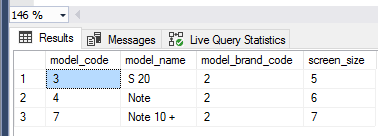 146 %
Results Messages Live Query Statistics
model_code model_name model_brand_code screen_size
1 3 S 20 2 5
2 4 Note 2 6
3 7 Note 10 + 2 7